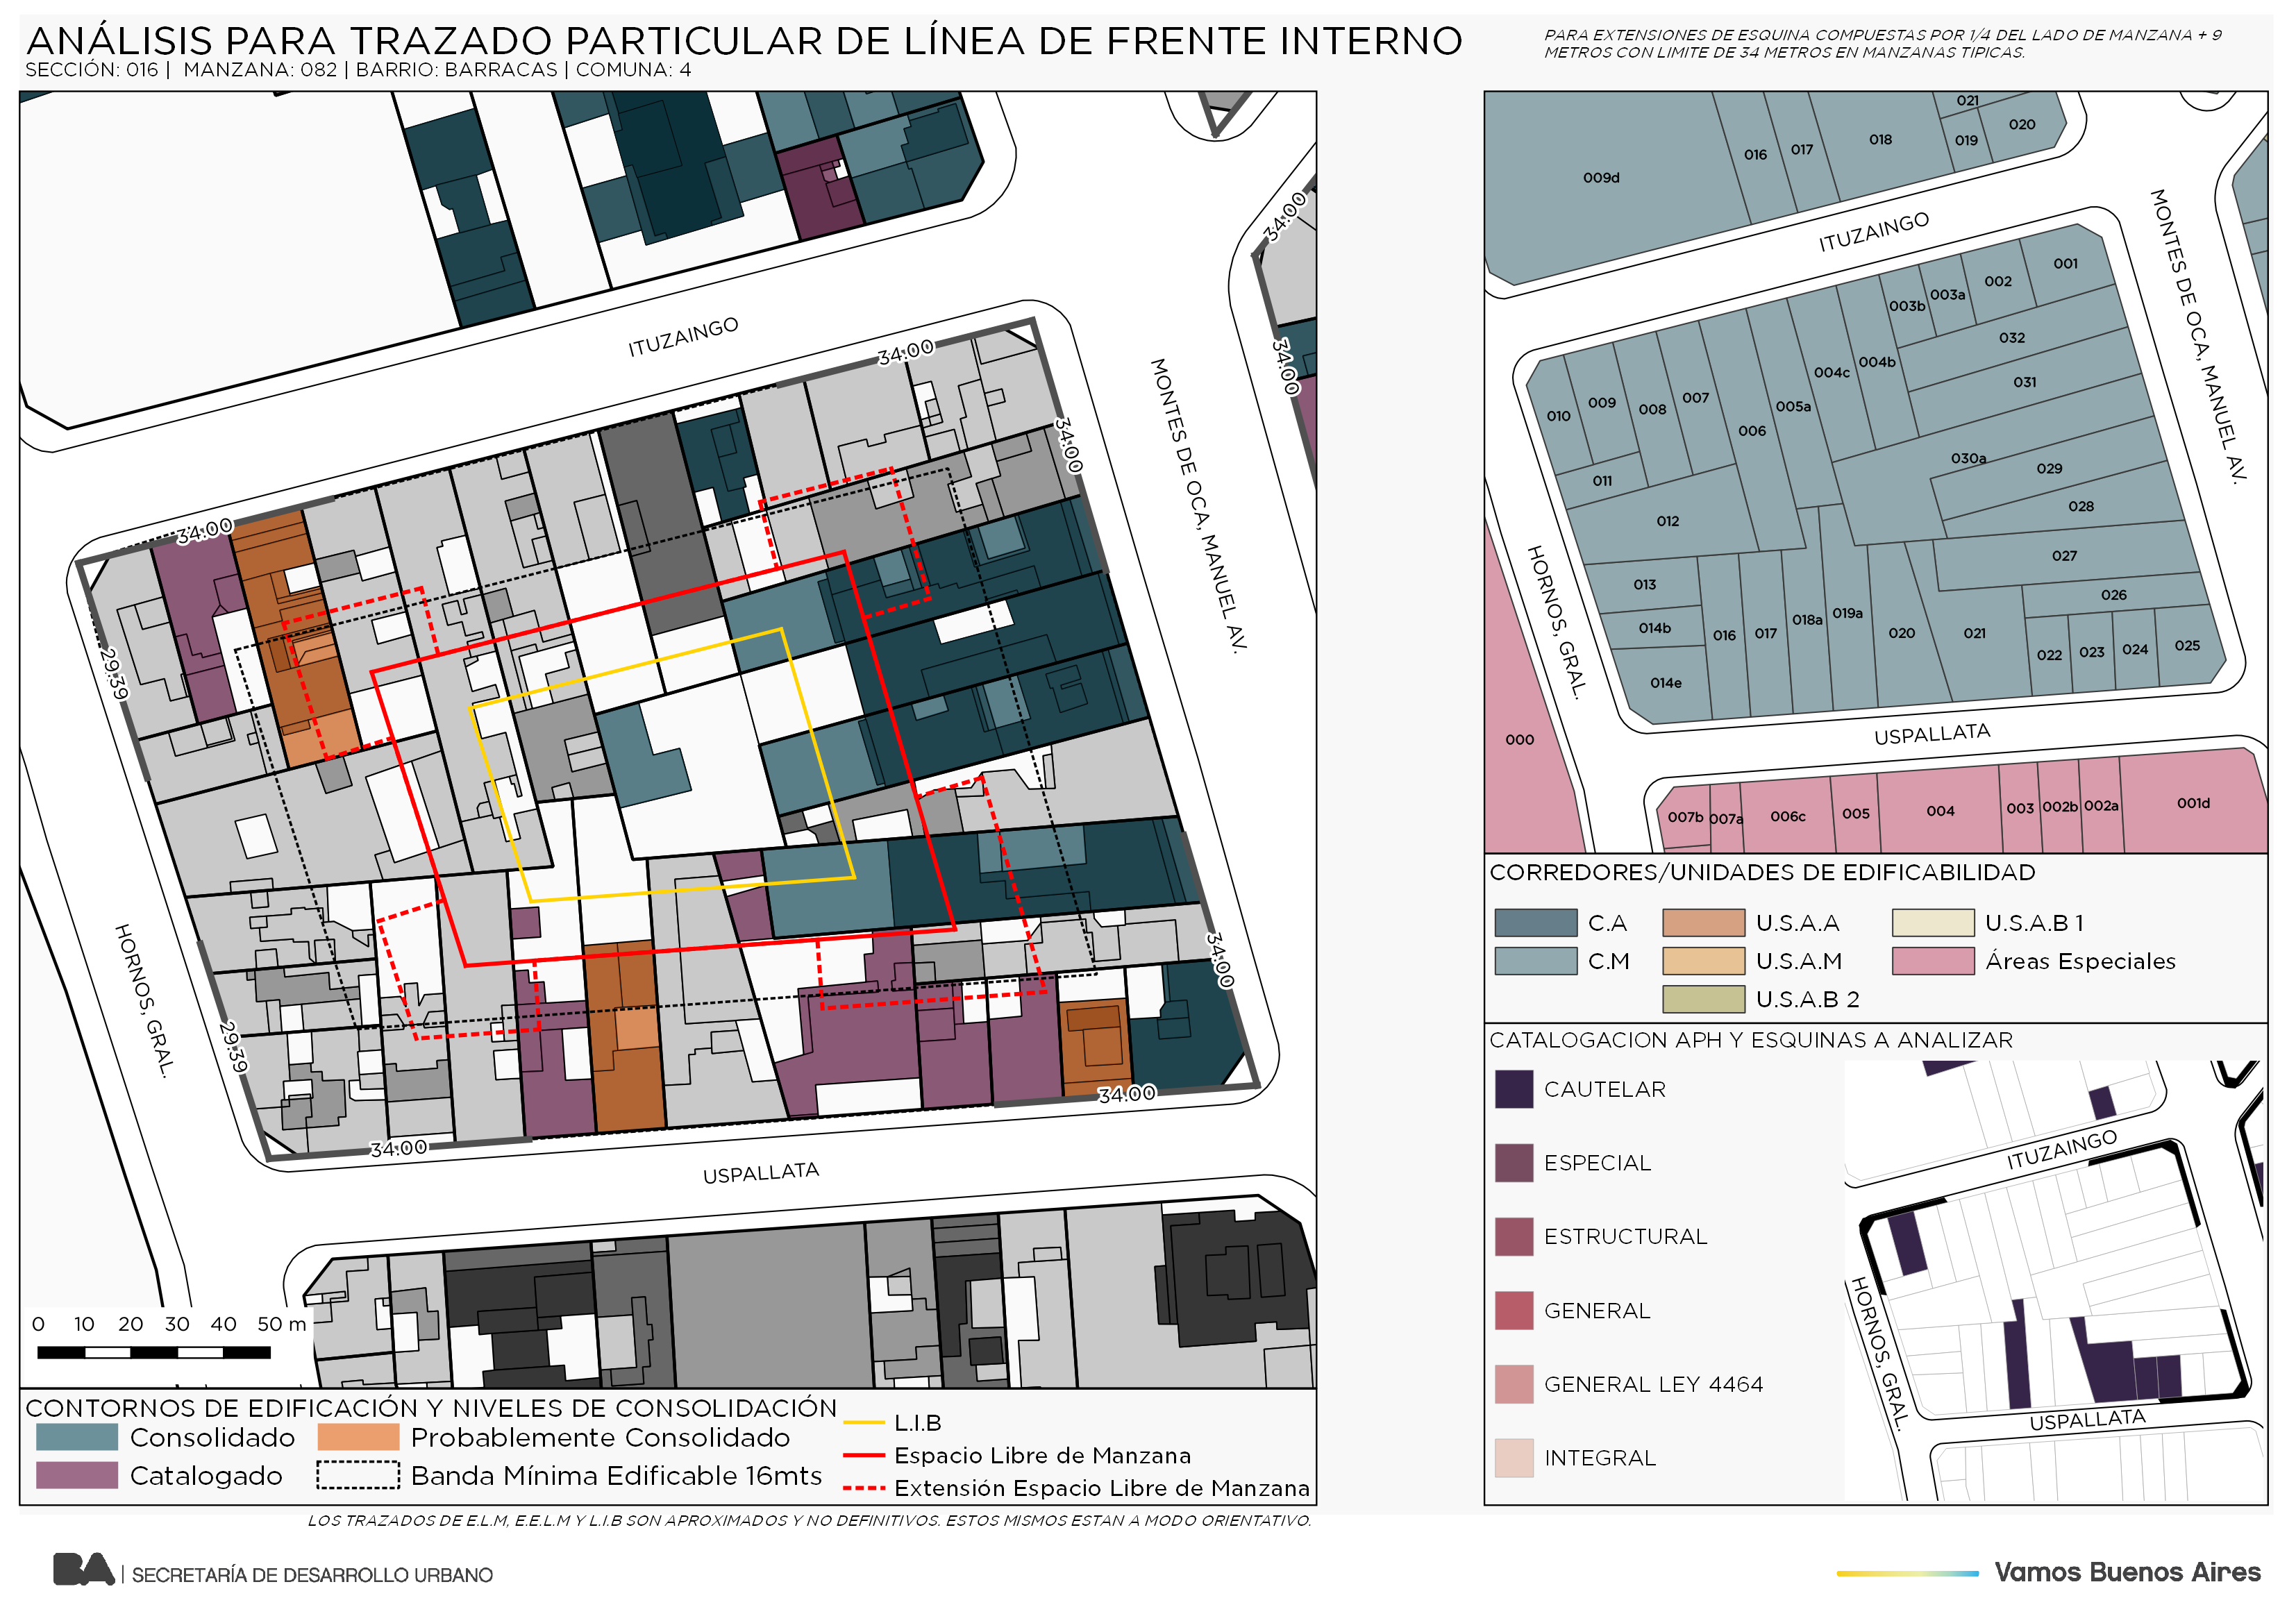 ANÁLISIS PARA TRAZADO PARTICULAR DE LÍNEA DE FRENTE INTERNO
SECCIÓN: 016 | MANZANA: 082 | BARRIO: BARRACAS | COMUNA: 4
PARA EXTENSIONES DE ESQUINA COMPUESTAS POR 1/4 DEL LADO DE MANZANA + 9
METROS CON LIMITE DE 34 METROS EN MANZANAS TIPICAS.
ITUZAINGO
MONTES DE OCA, MANUEL AV.
HORNOS, GRAL.
USPALLATA
34:00
34:00
34:00
34:00
34:00
29.39
29.39
34:00
34:00
34:00
0 10 20 30 40 50 m
CONTORNOS DE EDIFICACIÓN Y NIVELES DE CONSOLIDACIÓN
Consolidado
Probablemente Consolidado
Catalogado
Banda Mínima Edificable 16mts
L.I.B
Espacio Libre de Manzana
Extensión Espacio Libre de Manzana
LOS TRAZADOS DE E.L.M, E.E.L.M Y L.I.B SON APROXIMADOS Y NO DEFINITIVOS. ESTOS MISMOS ESTAN A MODO ORIENTATIVO.
021
020
019
018
017
016
009d
ITUZAINGO
MONTES DE OCA, MANUEL AV.
001
002
003a
003b
032
004b
004c
031
005a
007
009
008
010
006
030a
029
011
028
012
027
013
026
014b
019a
018a
016
017
020
021
022
023
024
025
014e
HORNOS, GRAL.
USPALLATA
000
007b
007a
006c
005
004
003
002b
002a
001d
CORREDORES/UNIDADES DE EDIFICABILIDAD
C.A
U.S.A.A
U.S.A.B 1
C.M
U.S.A.M
Áreas Especiales
U.S.A.B 2
CATALOGACION APH Y ESQUINAS A ANALIZAR
CAUTELAR
ESPECIAL
ESTRUCTURAL
GENERAL
GENERAL LEY 4464
INTEGRAL
ITUZAINGO
HORNOS, GRAL.
USPALLATA
BA | SECRETARÍA DE DESARROLLO URBANO
Vamos Buenos Aires